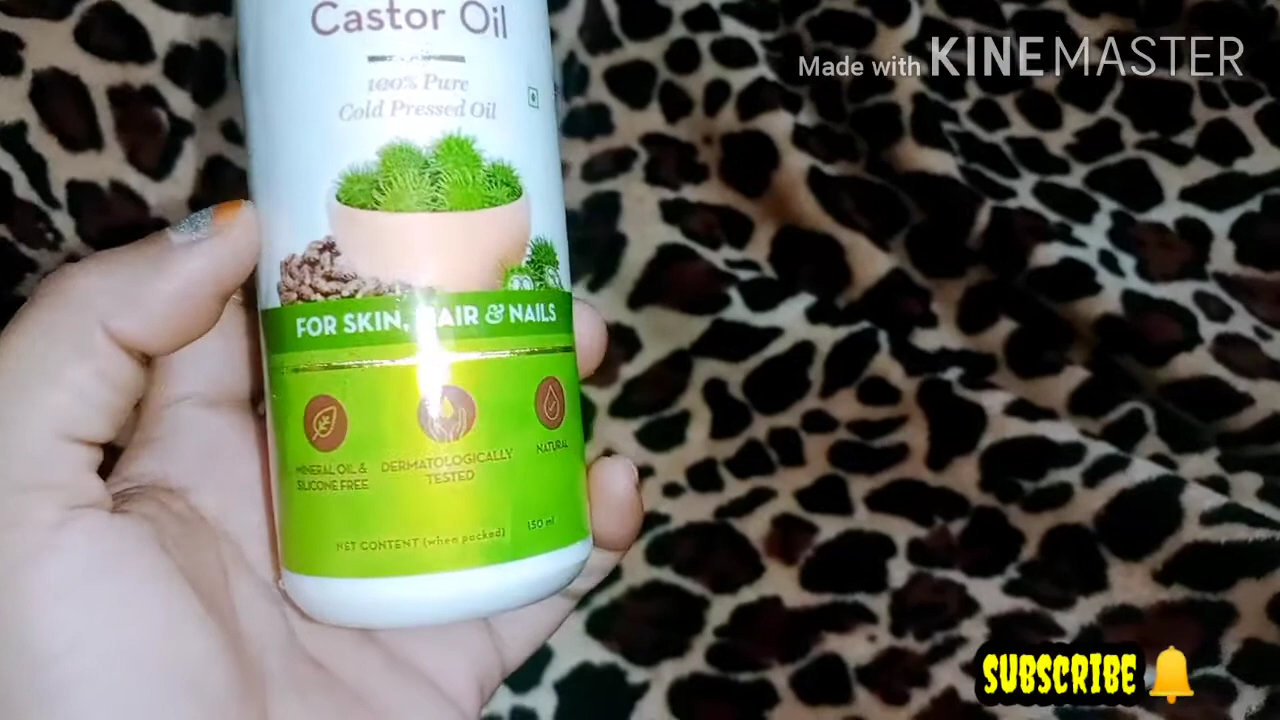 Castor Oil
100% Pure
Cold Pressed Oil
FOR SKIN, HAIR & NAILS
MINERAL OIL &
SILICONE FREE
DERMATOLOGICALLY
TESTED
NATURAL
NET CONTENT (when packed) 150 ml
Made with KINEMASTER
SUBSCRIBE